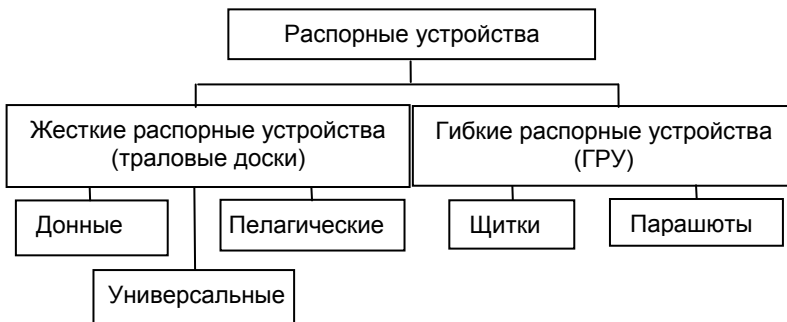 Распорные устройства
Жесткие распорные устройства
(траловые доски)
Гибкие распорные устройства
(ГРУ)
Донные
Пелагические
Щитки
Парашюты
Универсальные